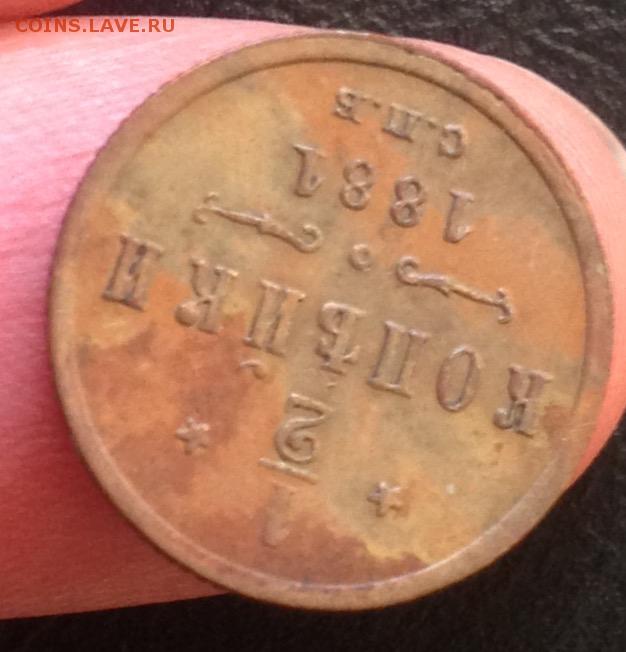 COINS.LAVE.RU
* 1/2 *
КОПѢЙКИ
1881
С.П.Б